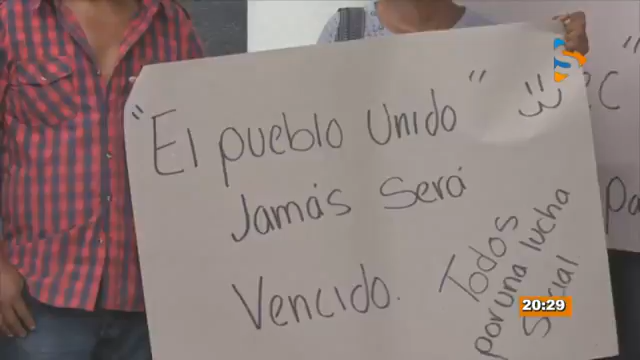 "El pueblo Unido"
Jamás Será
Vencido.
Todos
por una lucha
social
20:29